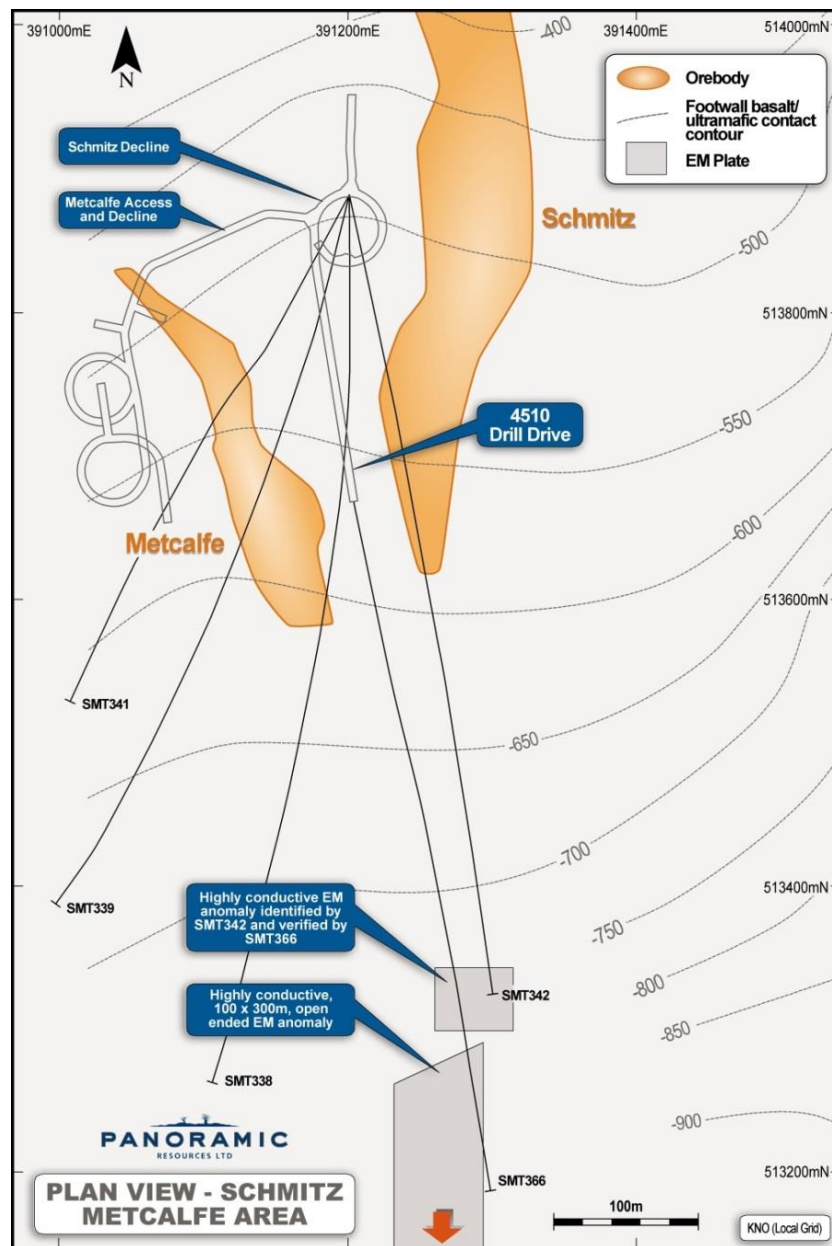 391000mE
391200mE
391400mE
514000mN
-400
N
Orebody
Footwall basalt/
ultramafic contact
contour
EM Plate
Schmitz Decline
Metcalfe Access
and Decline
Schmitz
-500
513800mN
4510
Drill Drive
-550
Metcalfe
-600
513600mN
SMT341
-650
-700
513400mN
SMT339
Highly conductive EM
anomaly identified by
SMT342 and verified by
SMT366
-750
-800
SMT342
Highly conductive,
100 x 300m, open
ended EM anomaly
-850
SMT338
-900
PANORAMIC
RESOURCES LTD
SMT366
513200mN
PLAN VIEW - SCHMITZ
METCALFE AREA
100m
KNO (Local Grid)